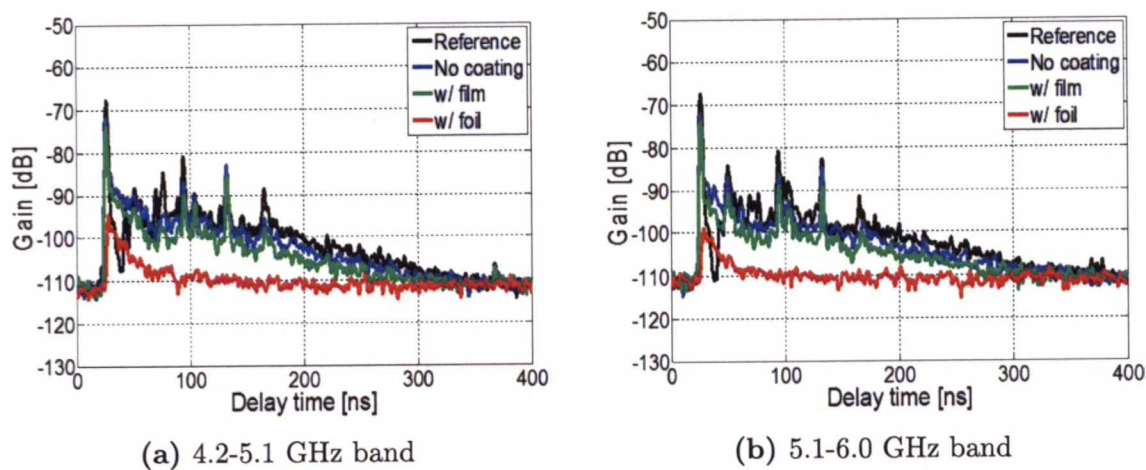 -50
-60
-70
-80
-90
-100
-110
-120
-130
Gain [dB]
Reference
No coating
w/ film
w/ foil
0
100
200
300
400
Delay time [ns]
(a) 4.2-5.1 GHz band
-50
-60
-70
-80
-90
-100
-110
-120
-130
Gain [dB]
Reference
No coating
w/ film
w/ foil
0
100
200
300
400
Delay time [ns]
(b) 5.1-6.0 GHz band